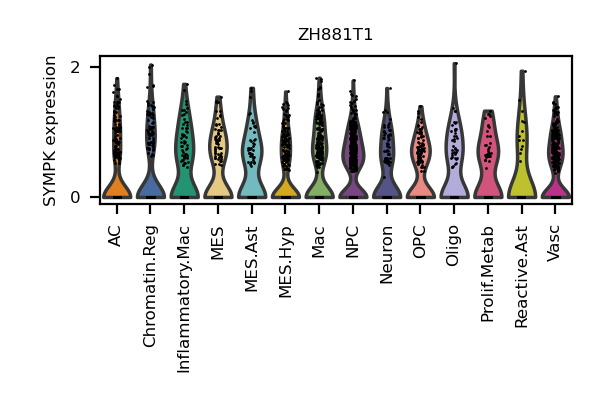 ZH881T1
SYMPK expression
2
0
AC
Chromatin.Reg
Inflammatory.Mac
MES
MES.Ast
MES.Hyp
Mac
NPC
Neuron
OPC
Oligo
Prolif.Metab
Reactive.Ast
Vasc